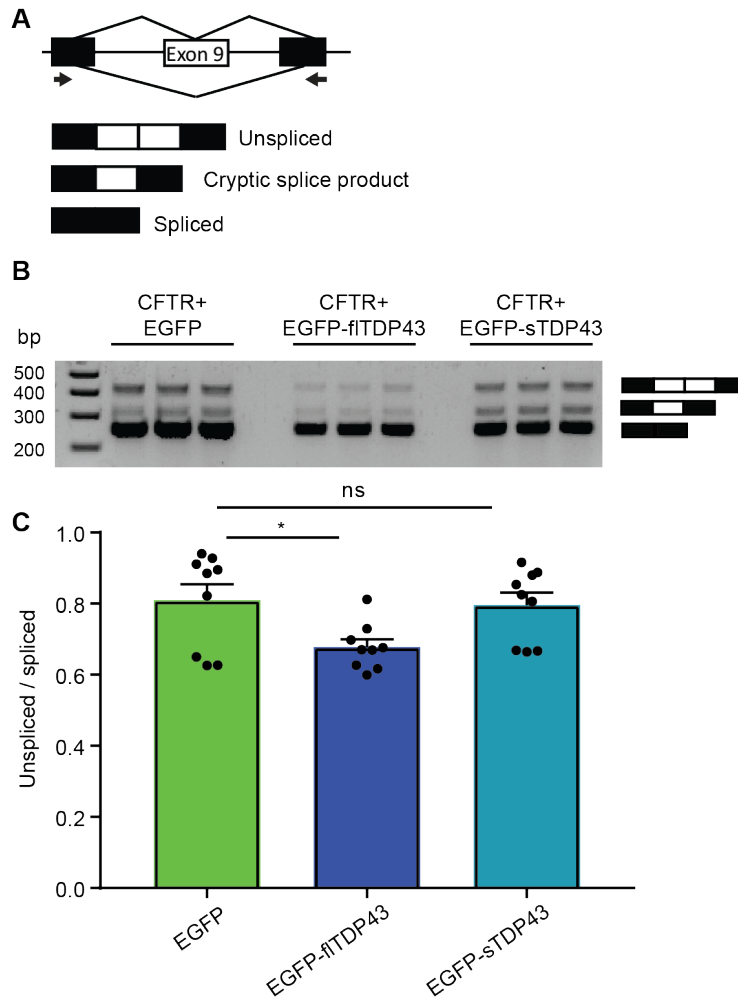 A
Exon 9
Unspliced
Cryptic splice product
Spliced
B
CFTR+ CFTR+ CFTR+
EGFP EGFP-flTDP43 EGFP-sTDP43
bp
500
400
300
200
ns
C
*
1.0
0.8
0.6
0.4
0.2
0.0
Unspliced / spliced
EGFP
EGFP-flTDP43
EGFP-sTDP43